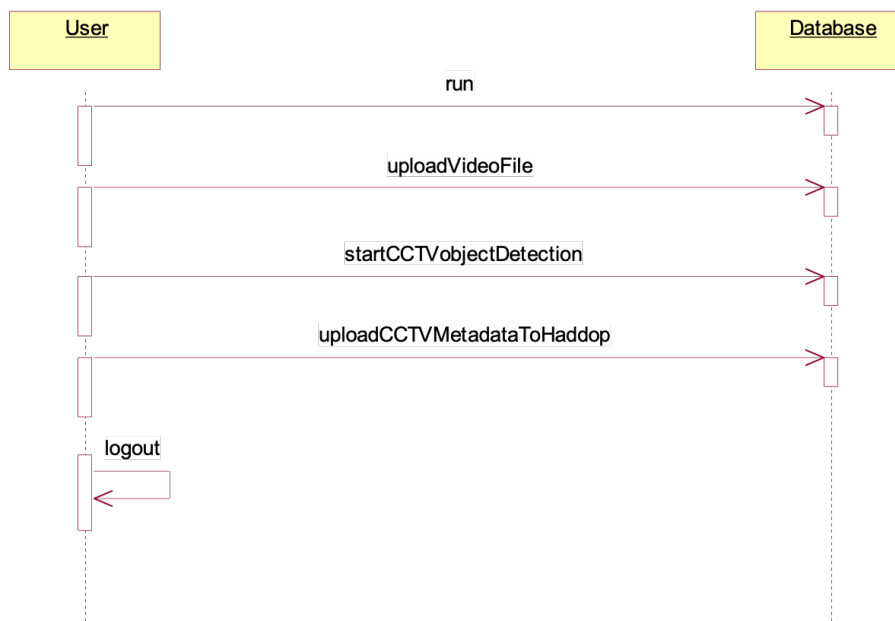 User
Database
run
uploadVideoFile
startCCTVobjectDetection
uploadCCTVMetadataToHaddop
logout